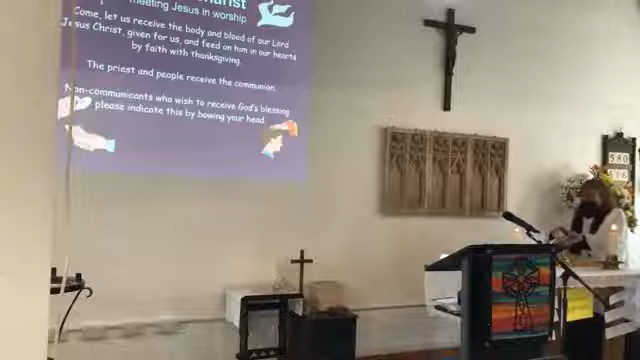 meeting Jesus in worship
Come, let us receive the body and blood of our Lord
Jesus Christ, given for us, and feed on him in our hearts
by faith with thanksgiving.
The priest and people receive the communion.
Non-communicants who wish to receive God's blessing
please indicate this by bowing your head.
580